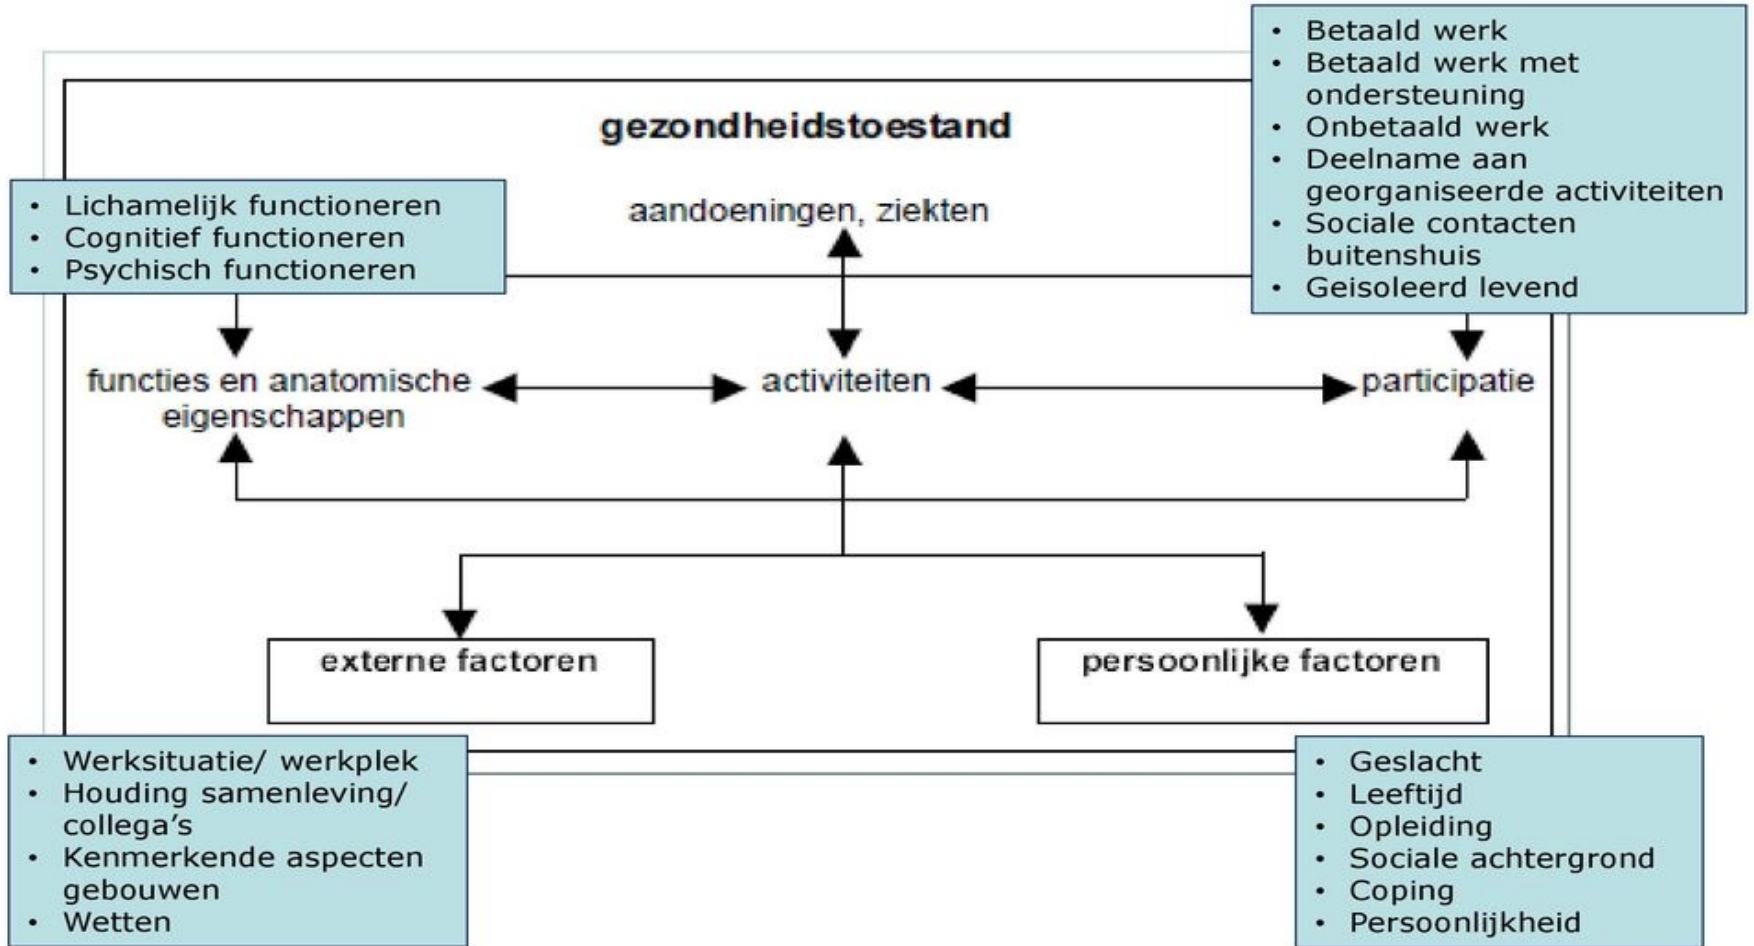 • Betaald werk
• Betaald werk met
ondersteuning
• Onbetaald werk
• Deelname aan
georganiseerde activiteiten
• Sociale contacten
buitenshuis
• Geisoleerd levend
gezondheidstoestand
aandoeningen, ziekten
• Lichamelijk functioneren
• Cognitief functioneren
• Psychisch functioneren
functies en anatomische
eigenschappen
activiteiten
participatie
externe factoren
persoonlijke factoren
• Werksituatie/ werkplek
• Houding samenleving/
collega’s
• Kenmerkende aspecten
gebouwen
• Wetten
• Geslacht
• Leeftijd
• Opleiding
• Sociale achtergrond
• Coping
• Persoonlijkheid